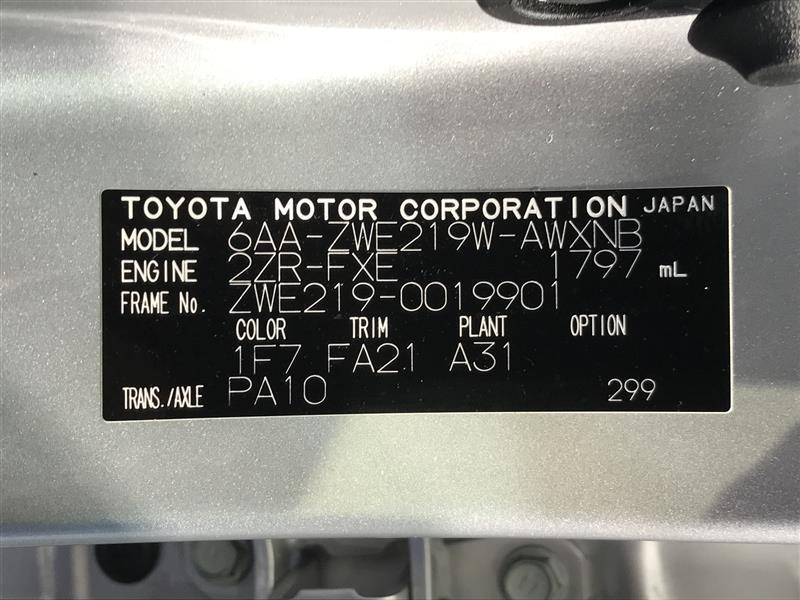 TOYOTA MOTOR CORPORATION JAPAN
MODEL 6AA-ZWE219W-AWXNB
ENGINE 2ZR-FXE 1797 mL
FRAME No. ZWE219-0019901
COLOR TRIM PLANT OPTION
1F7 FA21 A31
TRANS./AXLE PA10 299